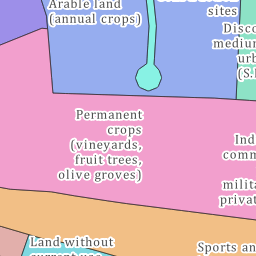 Arable land
(annual crops)
sites
Disco
medium
urb
(S.L
Permanent
crops
(vineyards,
fruit trees,
olive groves)
Ind
comm
milita
privat
Land without
current use
Sports an